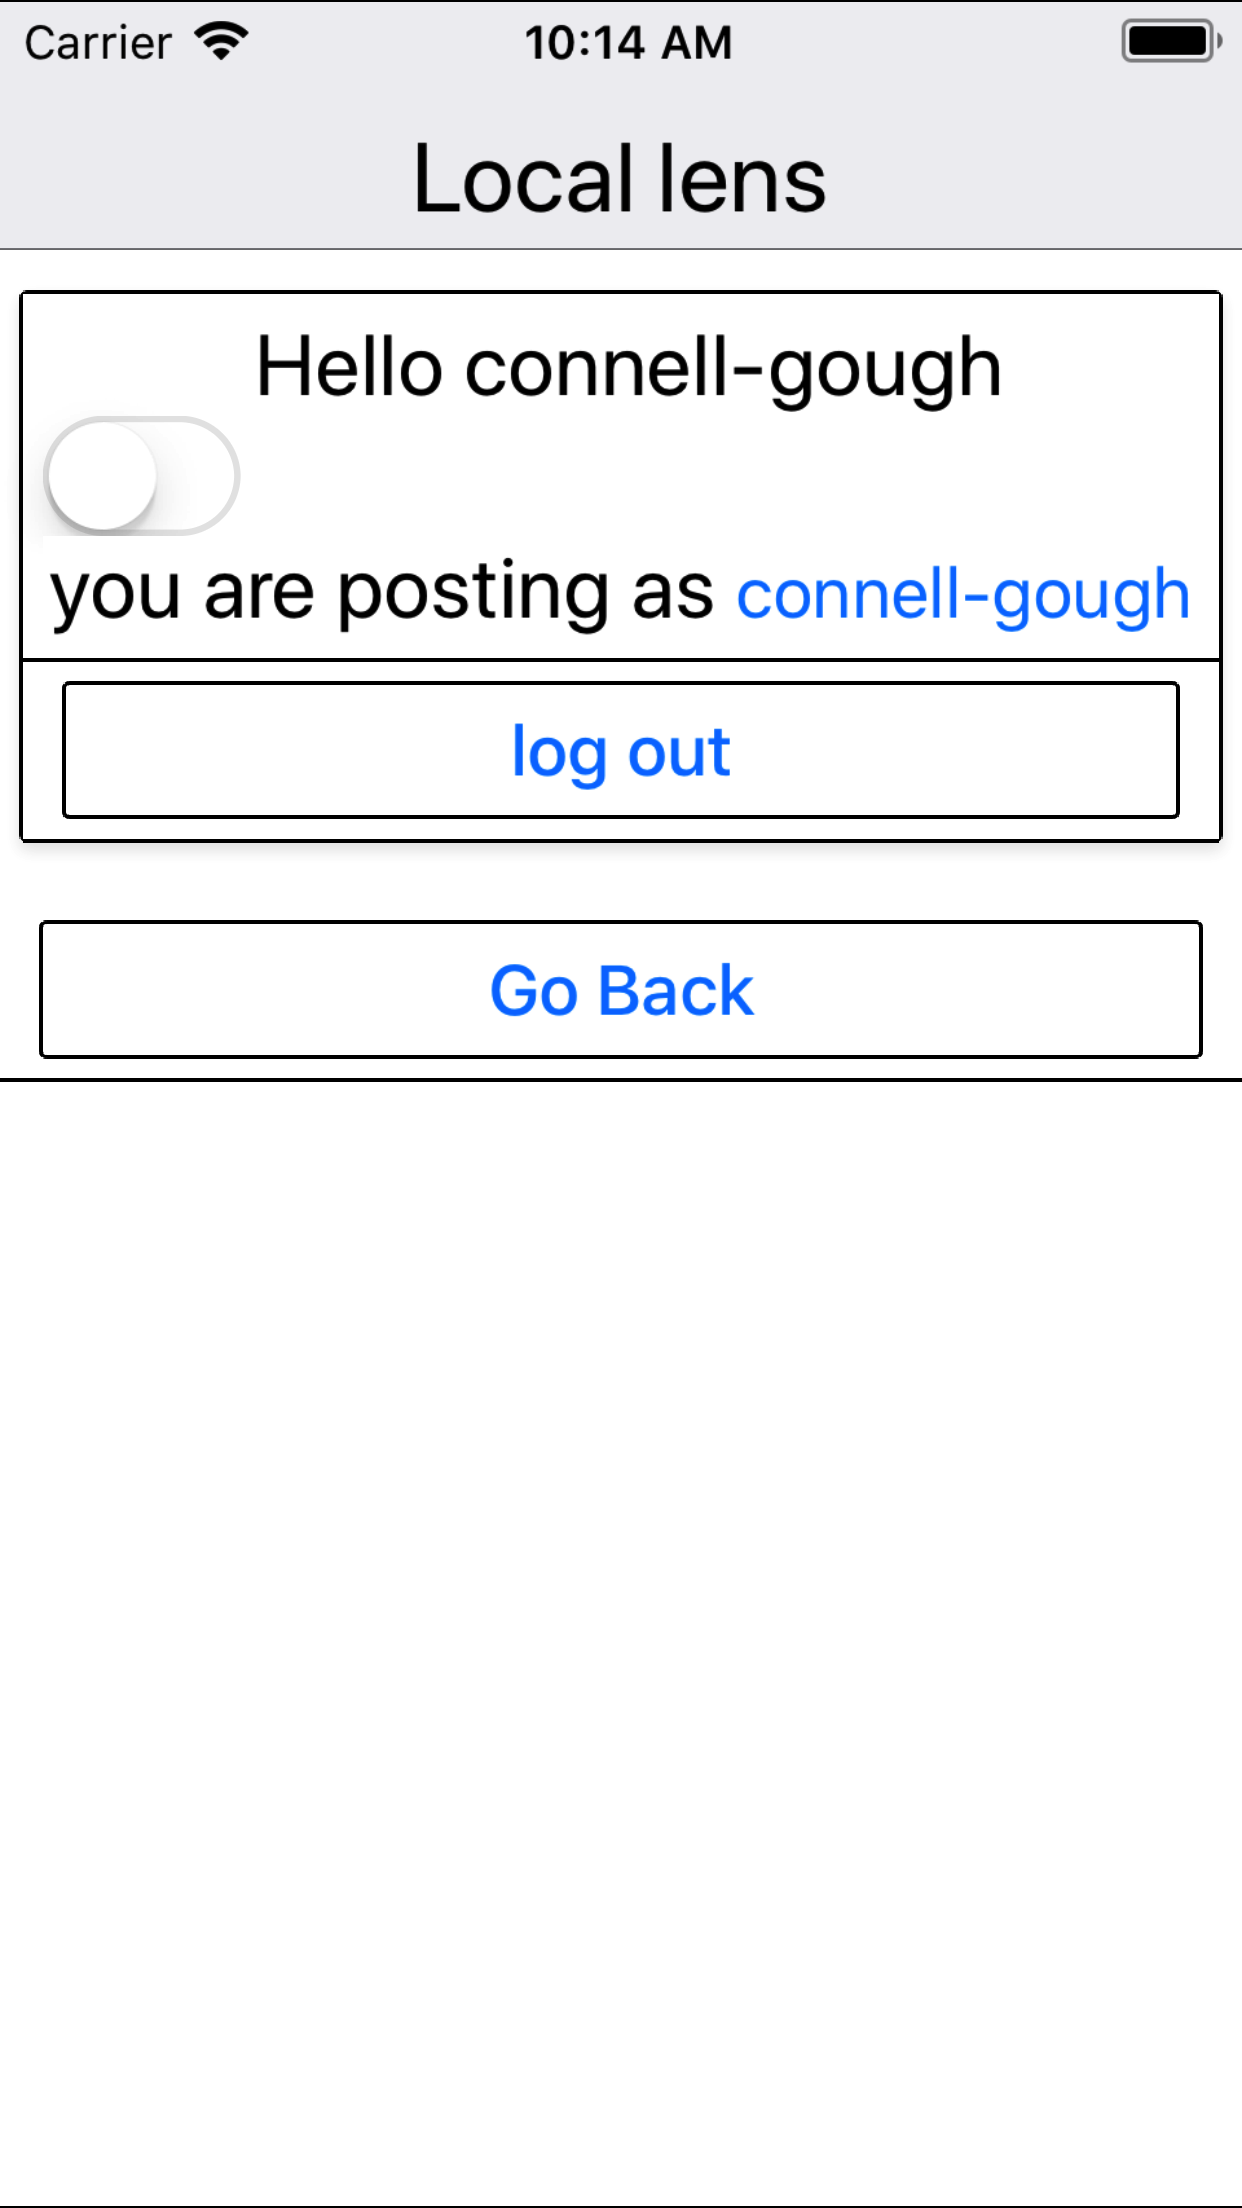 Carrier 10:14 AM
Local lens
Hello connell-gough
you are posting as connell-gough
log out
Go Back